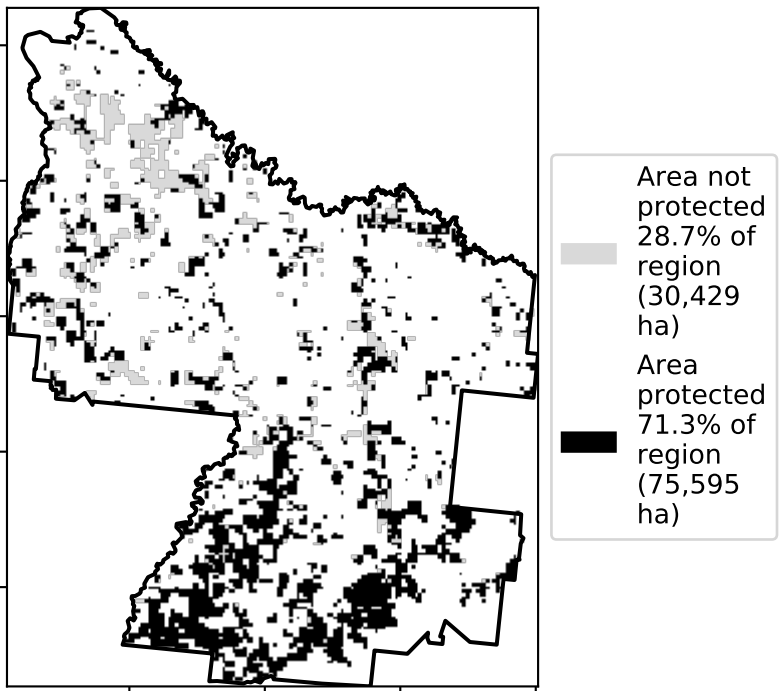 Area not
protected
28.7% of
region
(30,429
ha)
Area
protected
71.3% of
region
(75,595
ha)